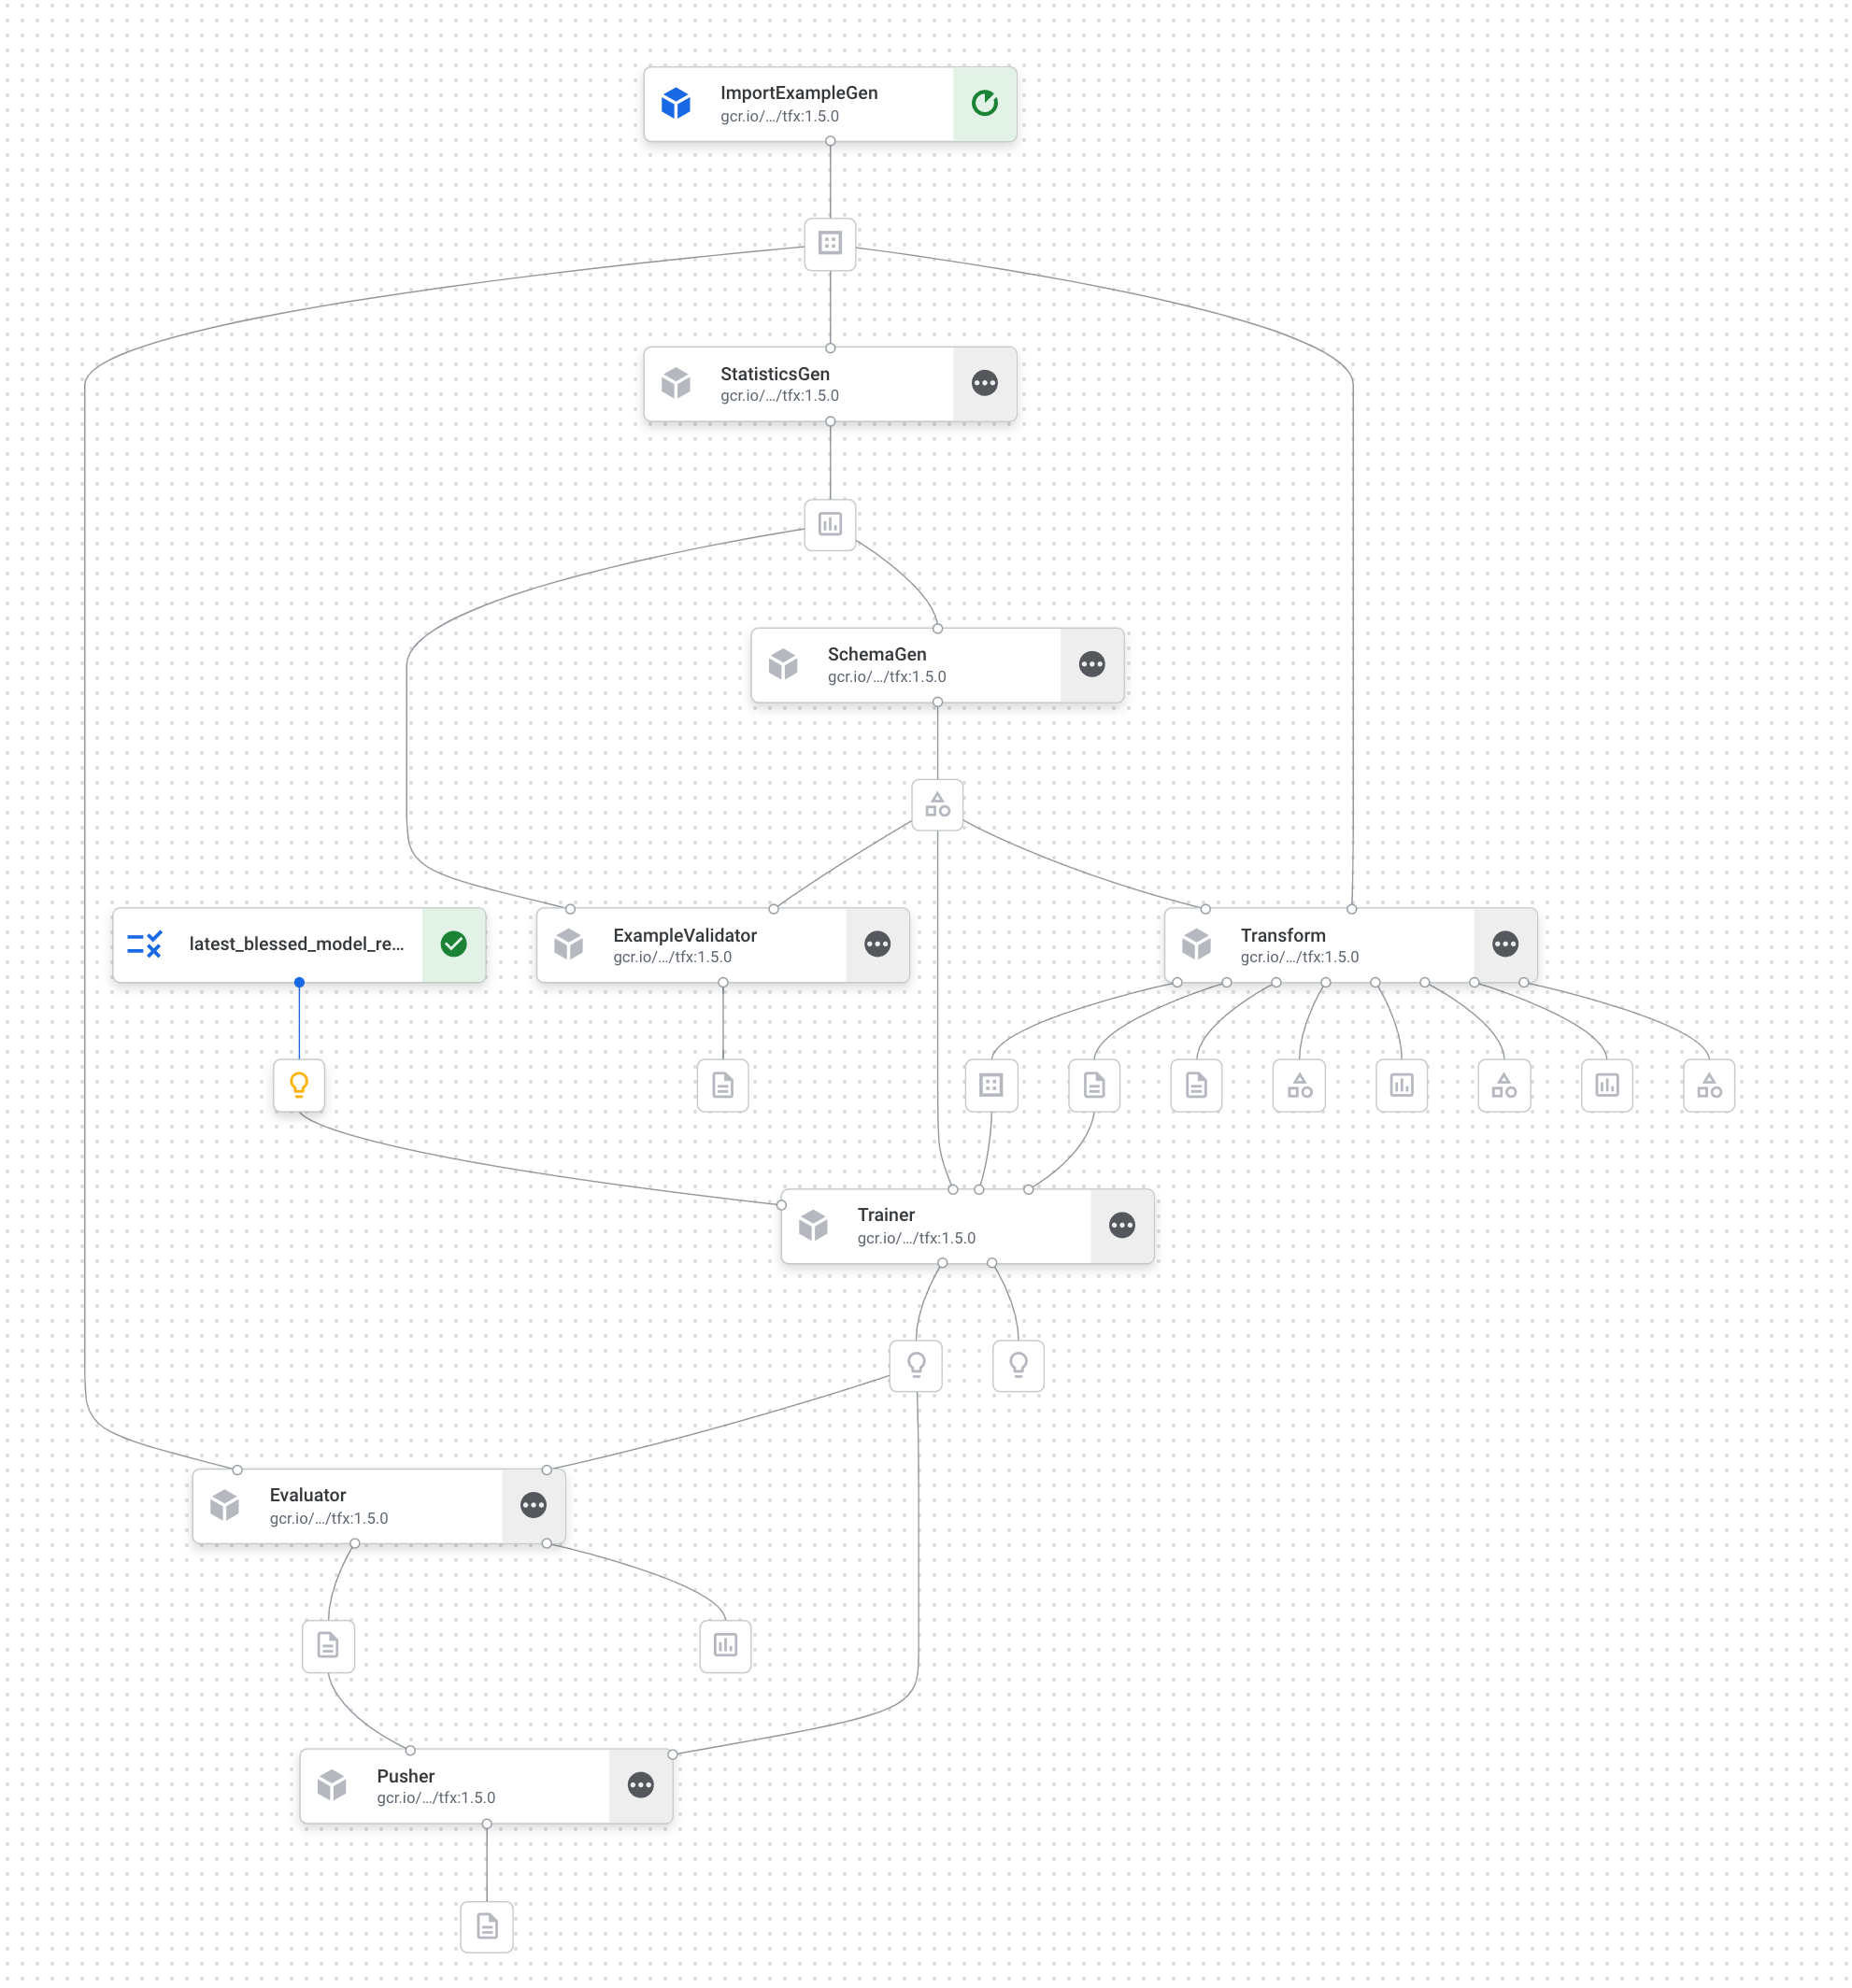 ImportExampleGen
gcr.io/.../tfx:1.5.0
StatisticsGen
gcr.io/.../tfx:1.5.0
SchemaGen
gcr.io/.../tfx:1.5.0
latest_blessed_model_re...
ExampleValidator
gcr.io/.../tfx:1.5.0
Transform
gcr.io/.../tfx:1.5.0
Trainer
gcr.io/.../tfx:1.5.0
Evaluator
gcr.io/.../tfx:1.5.0
Pusher
gcr.io/.../tfx:1.5.0